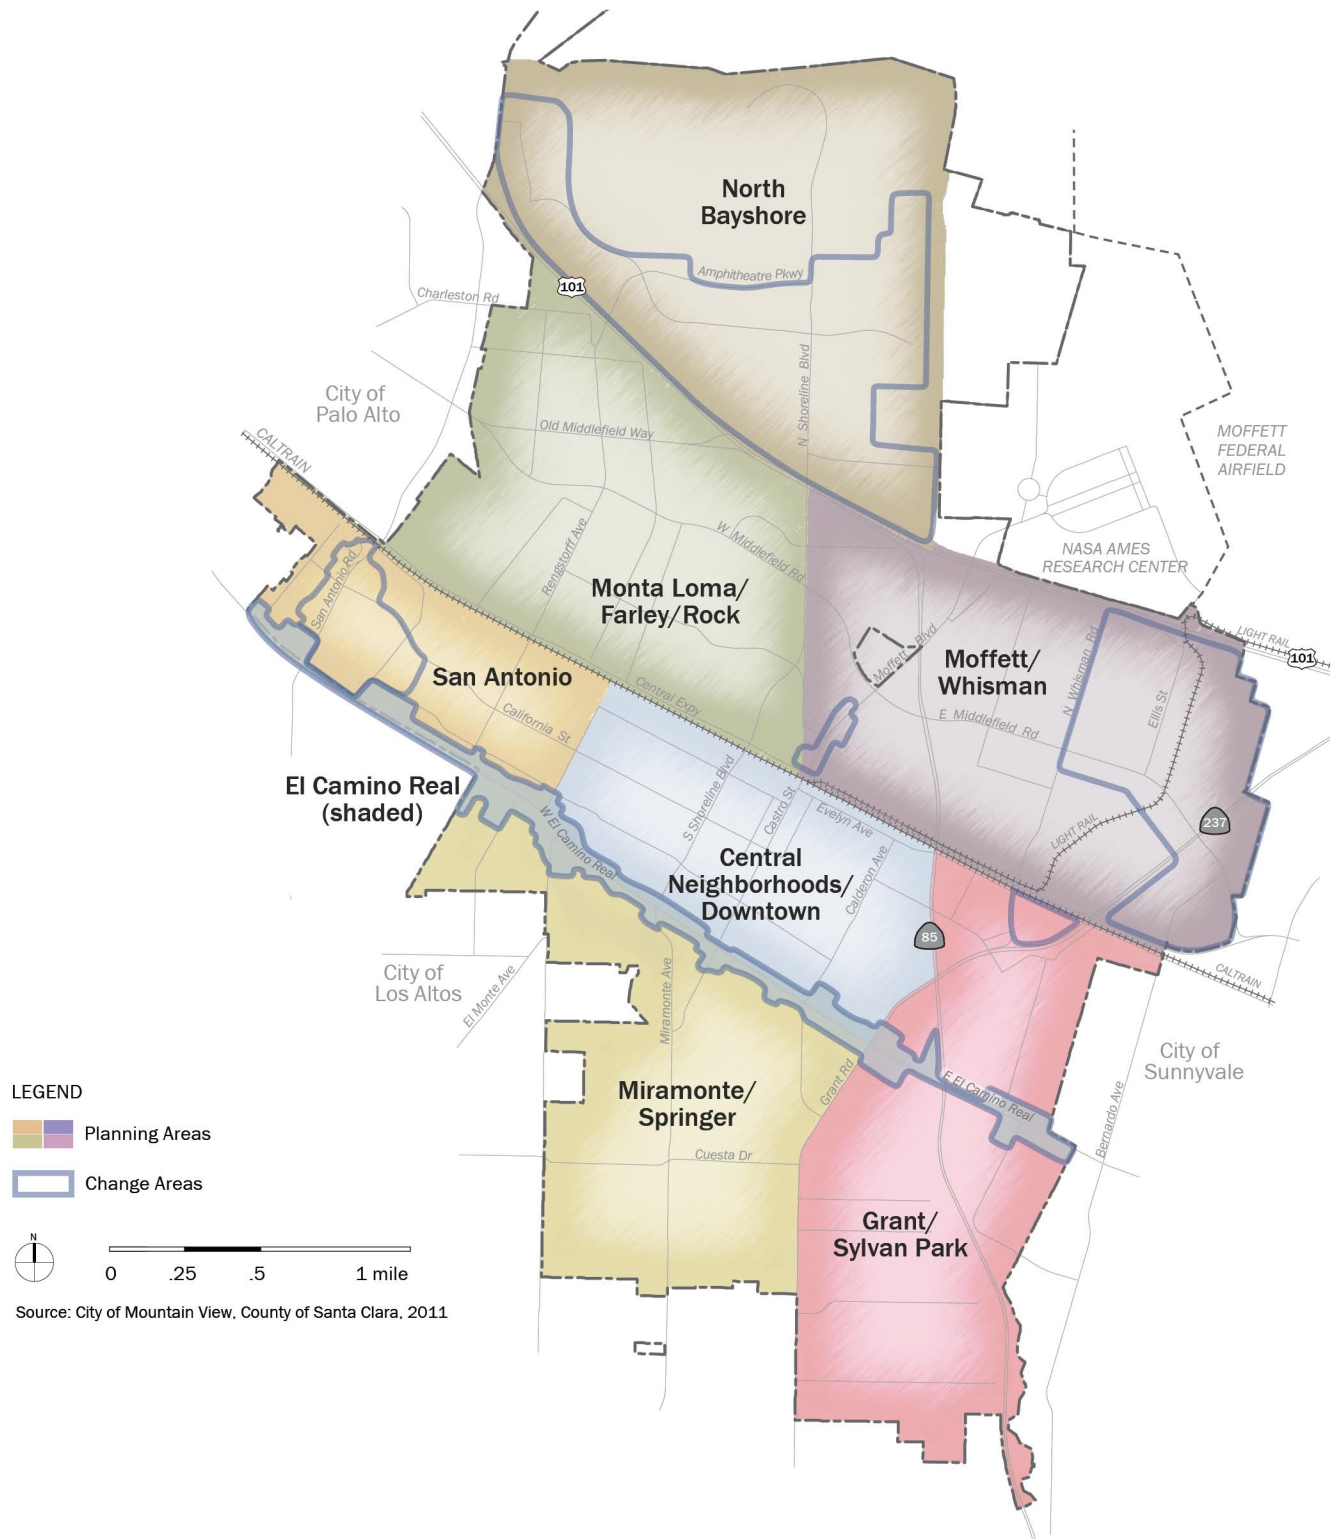 North
Bayshore
Amphitheatre Pkwy
101
Charleston Rd
N Shoreline Blvd
City of
Palo Alto
Old Middlefield Way
CALTRAIN
MOFFETT
FEDERAL
AIRFIELD
NASA AMES
RESEARCH CENTER
W Middlefield Rd
Rengstorff Ave
San Antonio Rd
Monta Loma/
Farley/Rock
Moffett Blvd
Moffett/
Whisman
N Whisman Rd
LIGHT RAIL
101
San Antonio
Central Expy
California St
E Middlefield Rd
Ellis St
El Camino Real
(shaded)
S Shoreline Blvd
Castro St
Evelyn Ave
W El Camino Real
LIGHT RAIL
237
Central
Neighborhoods/
Downtown
Calderon Ave
85
City of
Los Altos
El Monte Ave
Miramonte Ave
CALTRAIN
City of
Sunnyvale
Miramonte/
Springer
Grant Rd
E El Camino Real
Bernardo Ave
Cuesta Dr
Grant/
Sylvan Park
LEGEND
Planning Areas
Change Areas
N
0 .25 .5 1 mile
Source: City of Mountain View, County of Santa Clara, 2011